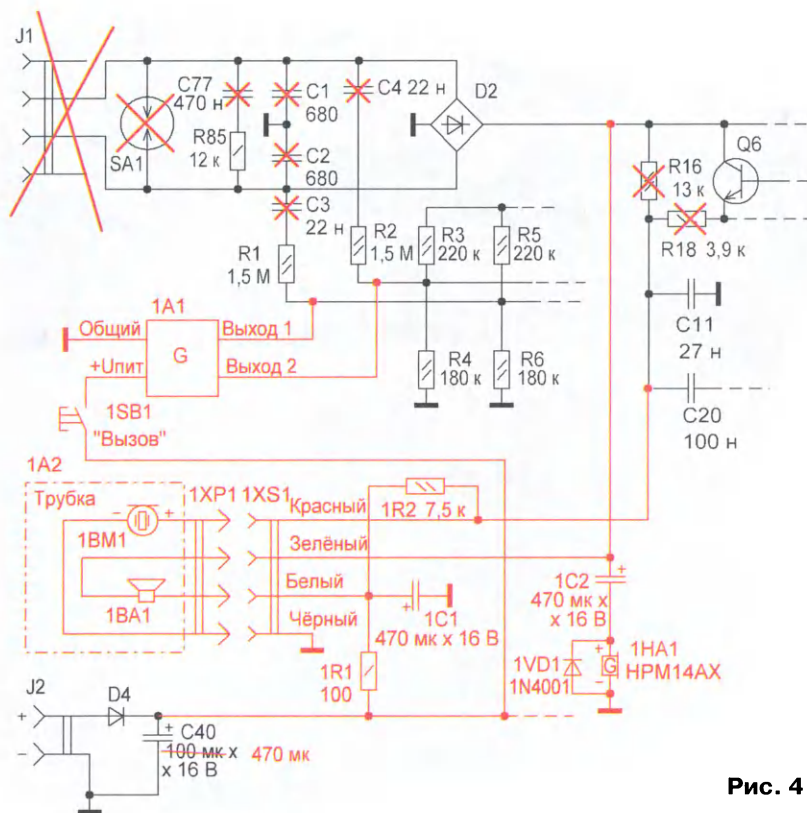 J1
C77
470 н
R85
12 к
SA1
C1
680
C2
680
C3
22 н
C4 22 н
D2
Q6
R16
13 к
R18 3,9 к
R1
1,5 М
R2
1,5 М
R3
220 к
R5
220 к
C11
27 н
1A1
Общий
G
Выход 1
+Uпит
Выход 2
R4
180 к
R6
180 к
C20
100 н
1SB1
"Вызов"
1A2
Трубка
1XP1 1XS1
Красный
1R2 7,5 к
- +
1BM1
Зелёный
Белый
1BA1
Чёрный
+
1C1
470 мк х 16 В
1C2
+
470 мк х
х 16 В
1R1
100
1VD1
1N4001
+
G
-
1HA1
HPM14AX
J2
+
-
D4
+
C40
100 мк х
470 мк
х 16 В
Рис. 4